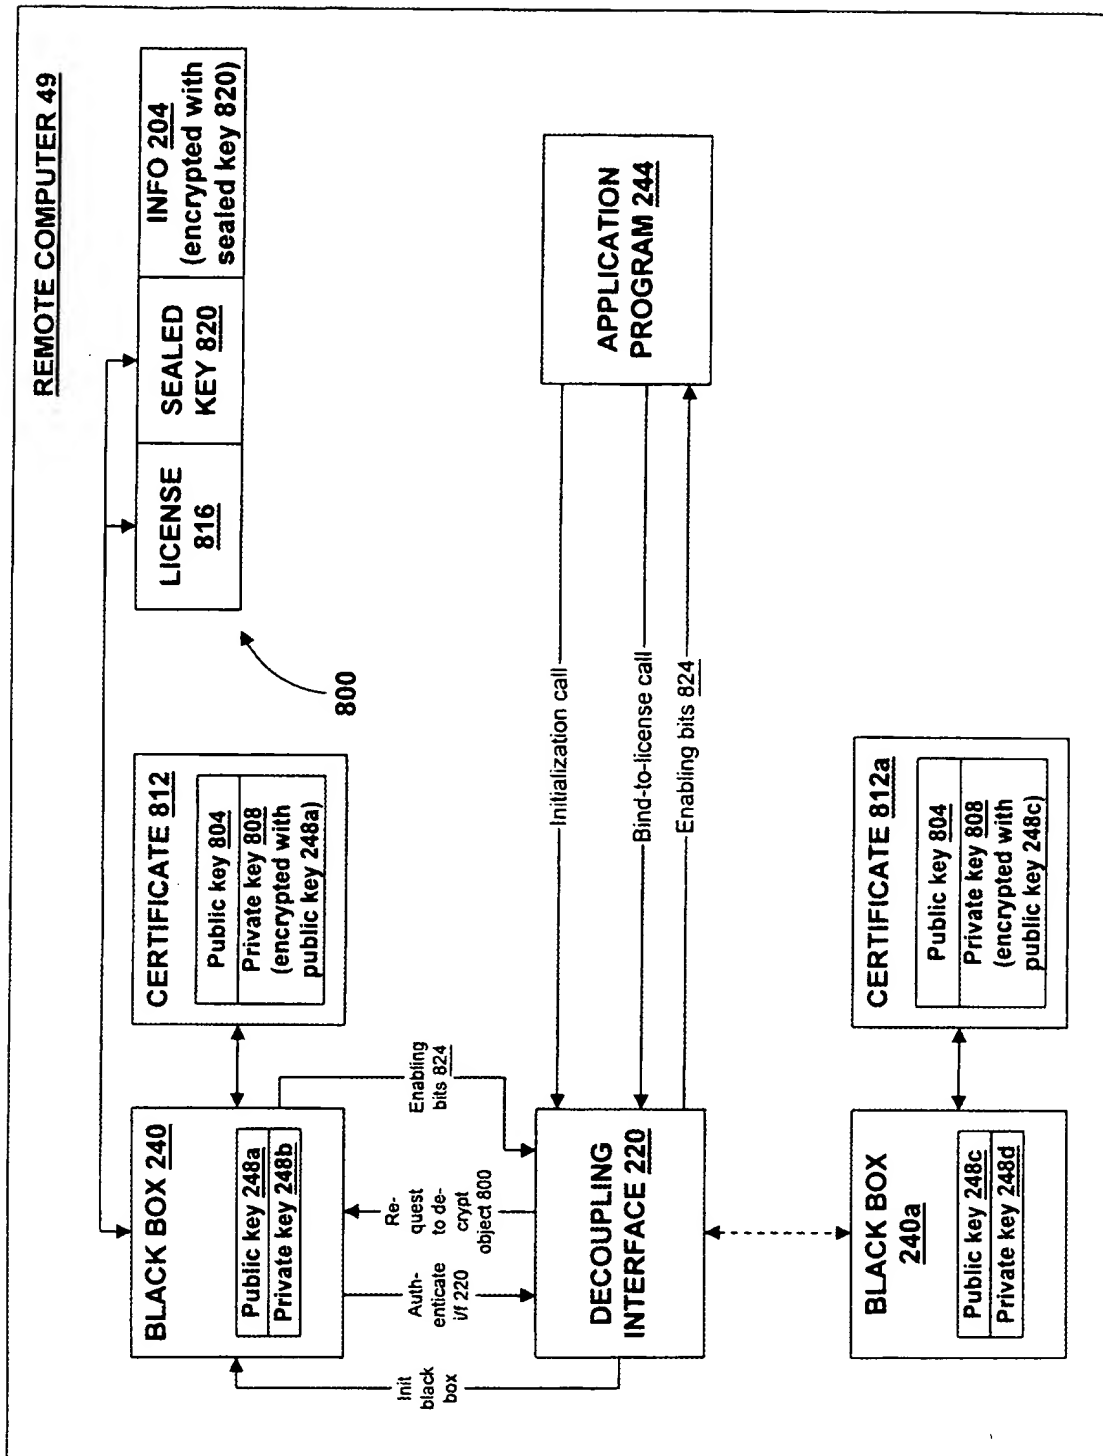 REMOTE COMPUTER 49
BLACK BOX 240
Public key 248a
Private key 248b
CERTIFICATE 812
Public key 804
Private key 808
(encrypted with
public key 248a)
800
LICENSE
816
SEALED
KEY 820
INFO 204
(encrypted with
sealed key 820)
Init
black
box
Auth-
enticate
i/f 220
Re-
quest
to de-
crypt
object 800
Enabling
bits 824
DECOUPLING
INTERFACE 220
Initialization call
Bind-to-license call
Enabling bits 824
APPLICATION
PROGRAM 244
BLACK BOX
240a
Public key 248c
Private key 248d
CERTIFICATE 812a
Public key 804
Private key 808
(encrypted with
public key 248c)